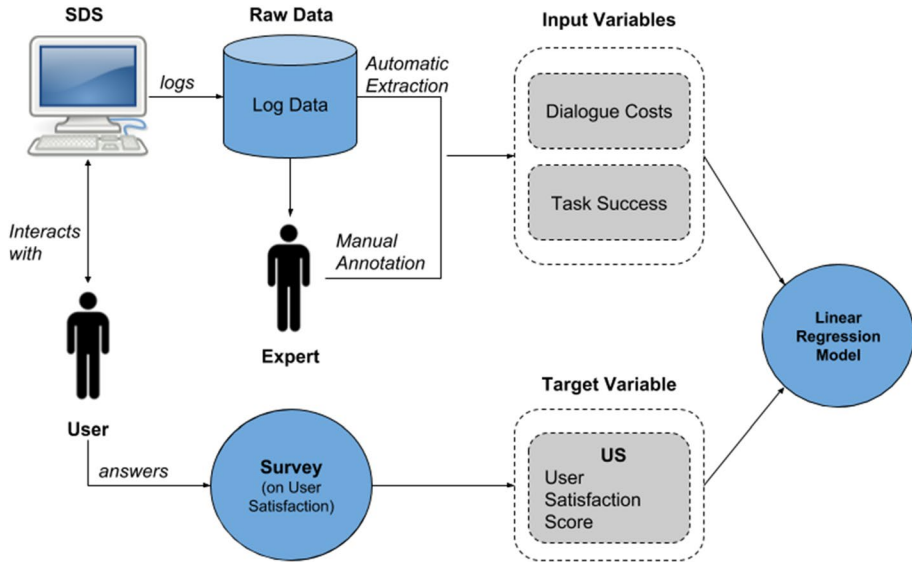 SDS
Raw Data
Input Variables
logs
Log Data
Automatic
Extraction
Dialogue Costs
Task Success
Interacts
with
Manual
Annotation
Expert
User
Linear
Regression
Model
Target Variable
answers
Survey
(on User
Satisfaction)
US
User
Satisfaction
Score